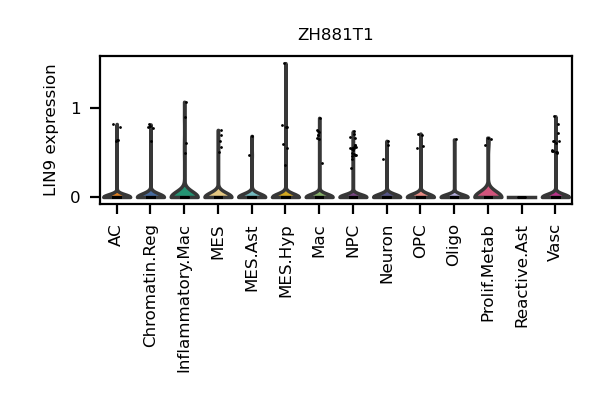 ZH881T1
LIN9 expression
1
0
AC
Chromatin.Reg
Inflammatory.Mac
MES
MES.Ast
MES.Hyp
Mac
NPC
Neuron
OPC
Oligo
Prolif.Metab
Reactive.Ast
Vasc